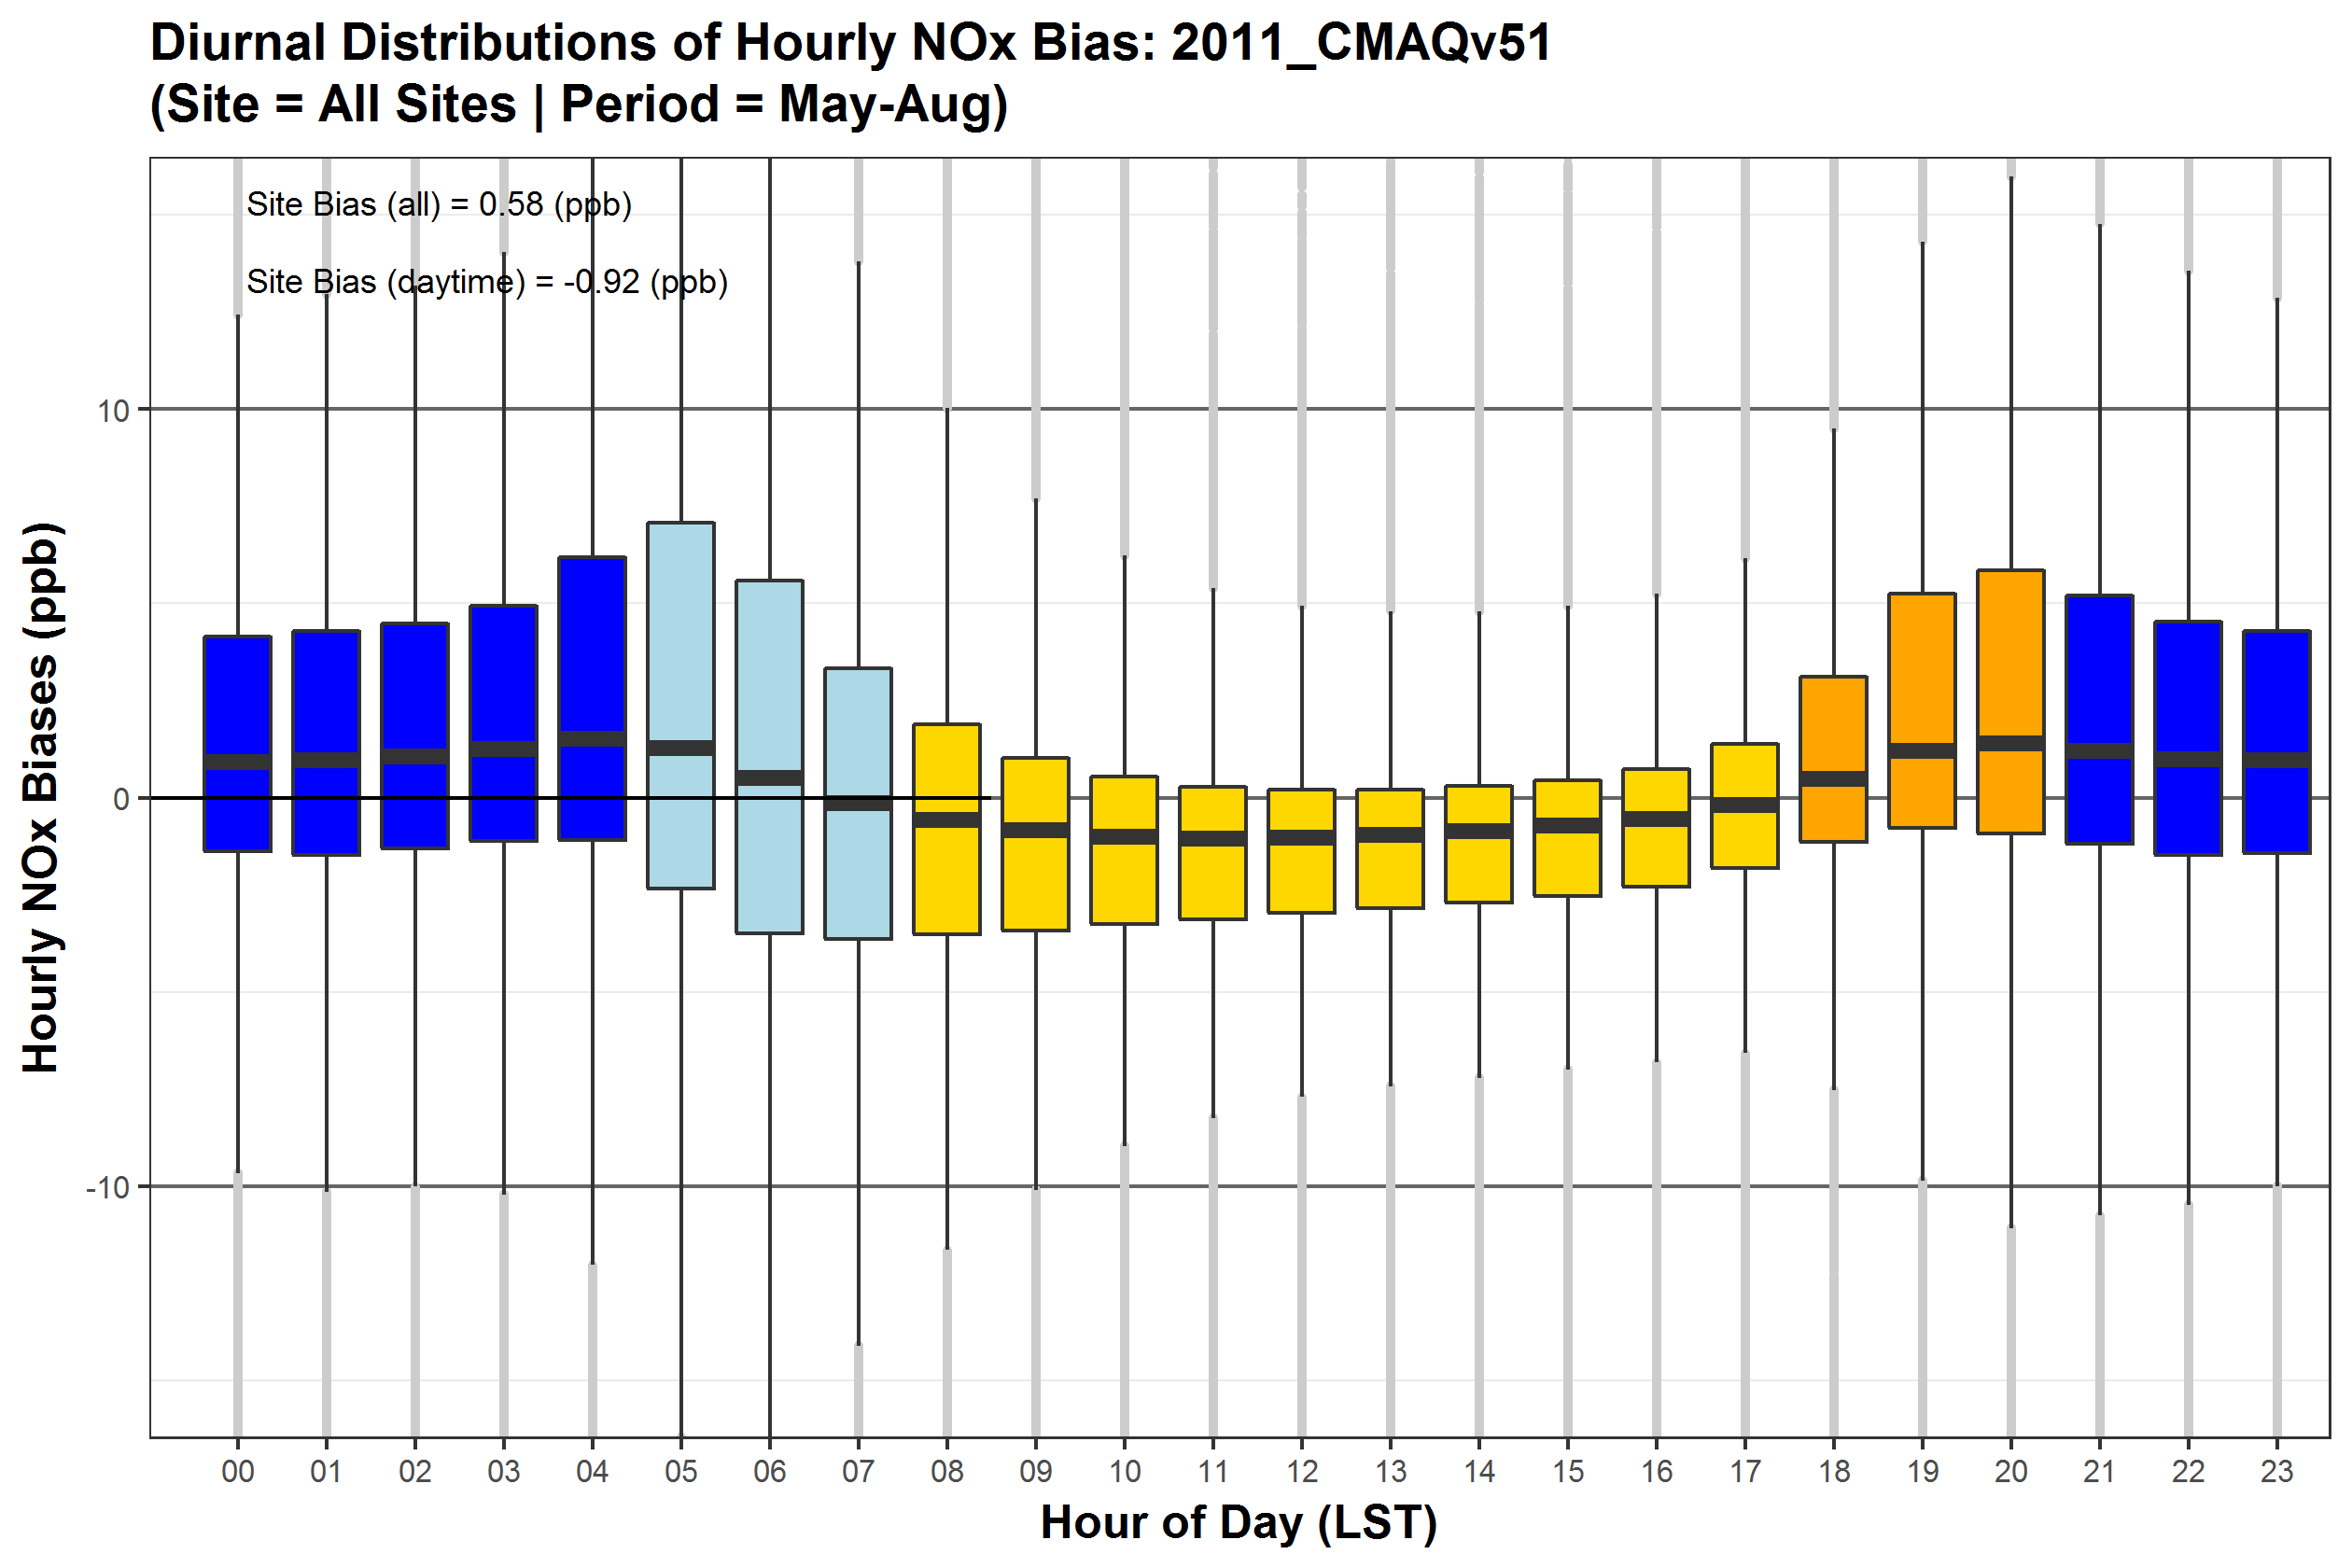 Diurnal Distributions of Hourly NOx Bias: 2011_CMAQv51
(Site = All Sites | Period = May-Aug)
Site Bias (all) = 0.58 (ppb)
Site Bias (daytime) = -0.92 (ppb)
Hourly NOx Biases (ppb)
10
0
-10
00 01 02 03 04 05 06 07 08 09 10 11 12 13 14 15 16 17 18 19 20 21 22 23
Hour of Day (LST)